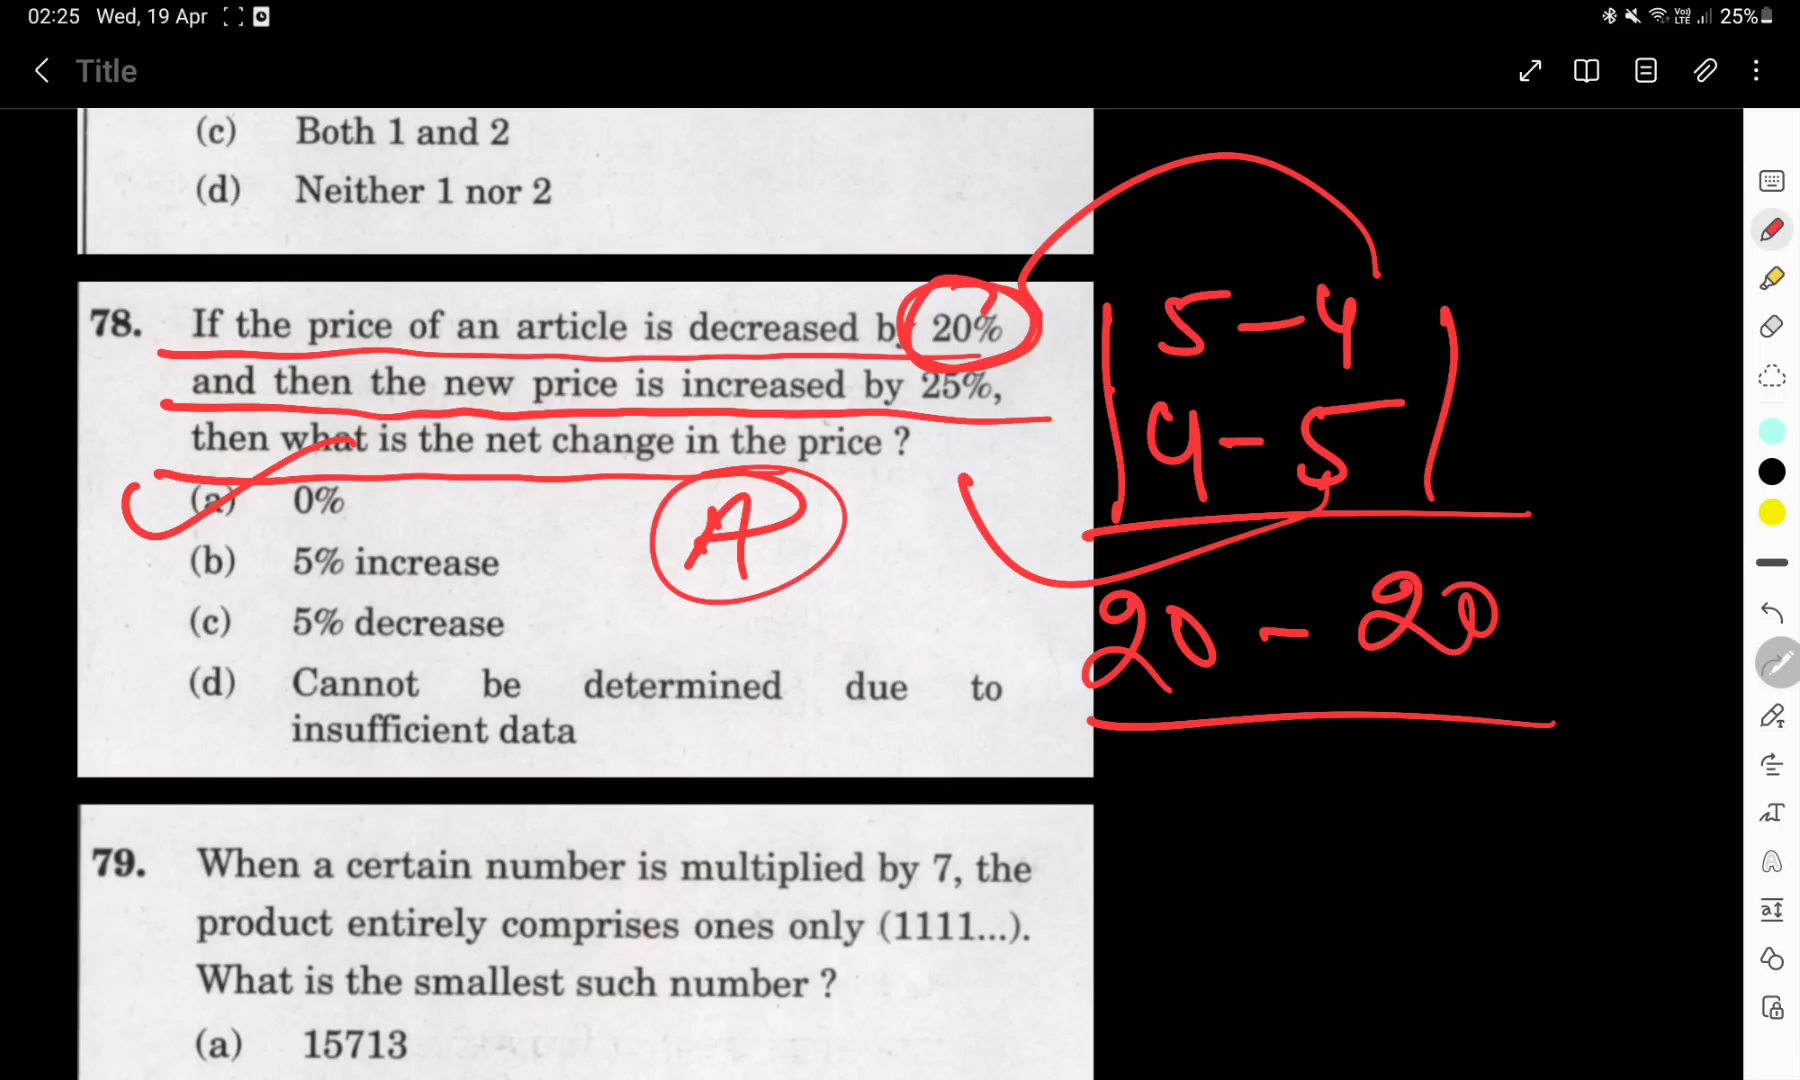 02:25 Wed, 19 Apr
25%
Title
(c) Both 1 and 2
(d) Neither 1 nor 2
78. If the price of an article is decreased by 20%
and then the new price is increased by 25%,
then what is the net change in the price ?
(a) 0%
(b) 5% increase
(c) 5% decrease
(d) Cannot be determined due to
insufficient data
A
5 - 4
4 - 5
20 - 20
79. When a certain number is multiplied by 7, the
product entirely comprises ones only (1111...).
What is the smallest such number ?
(a) 15713